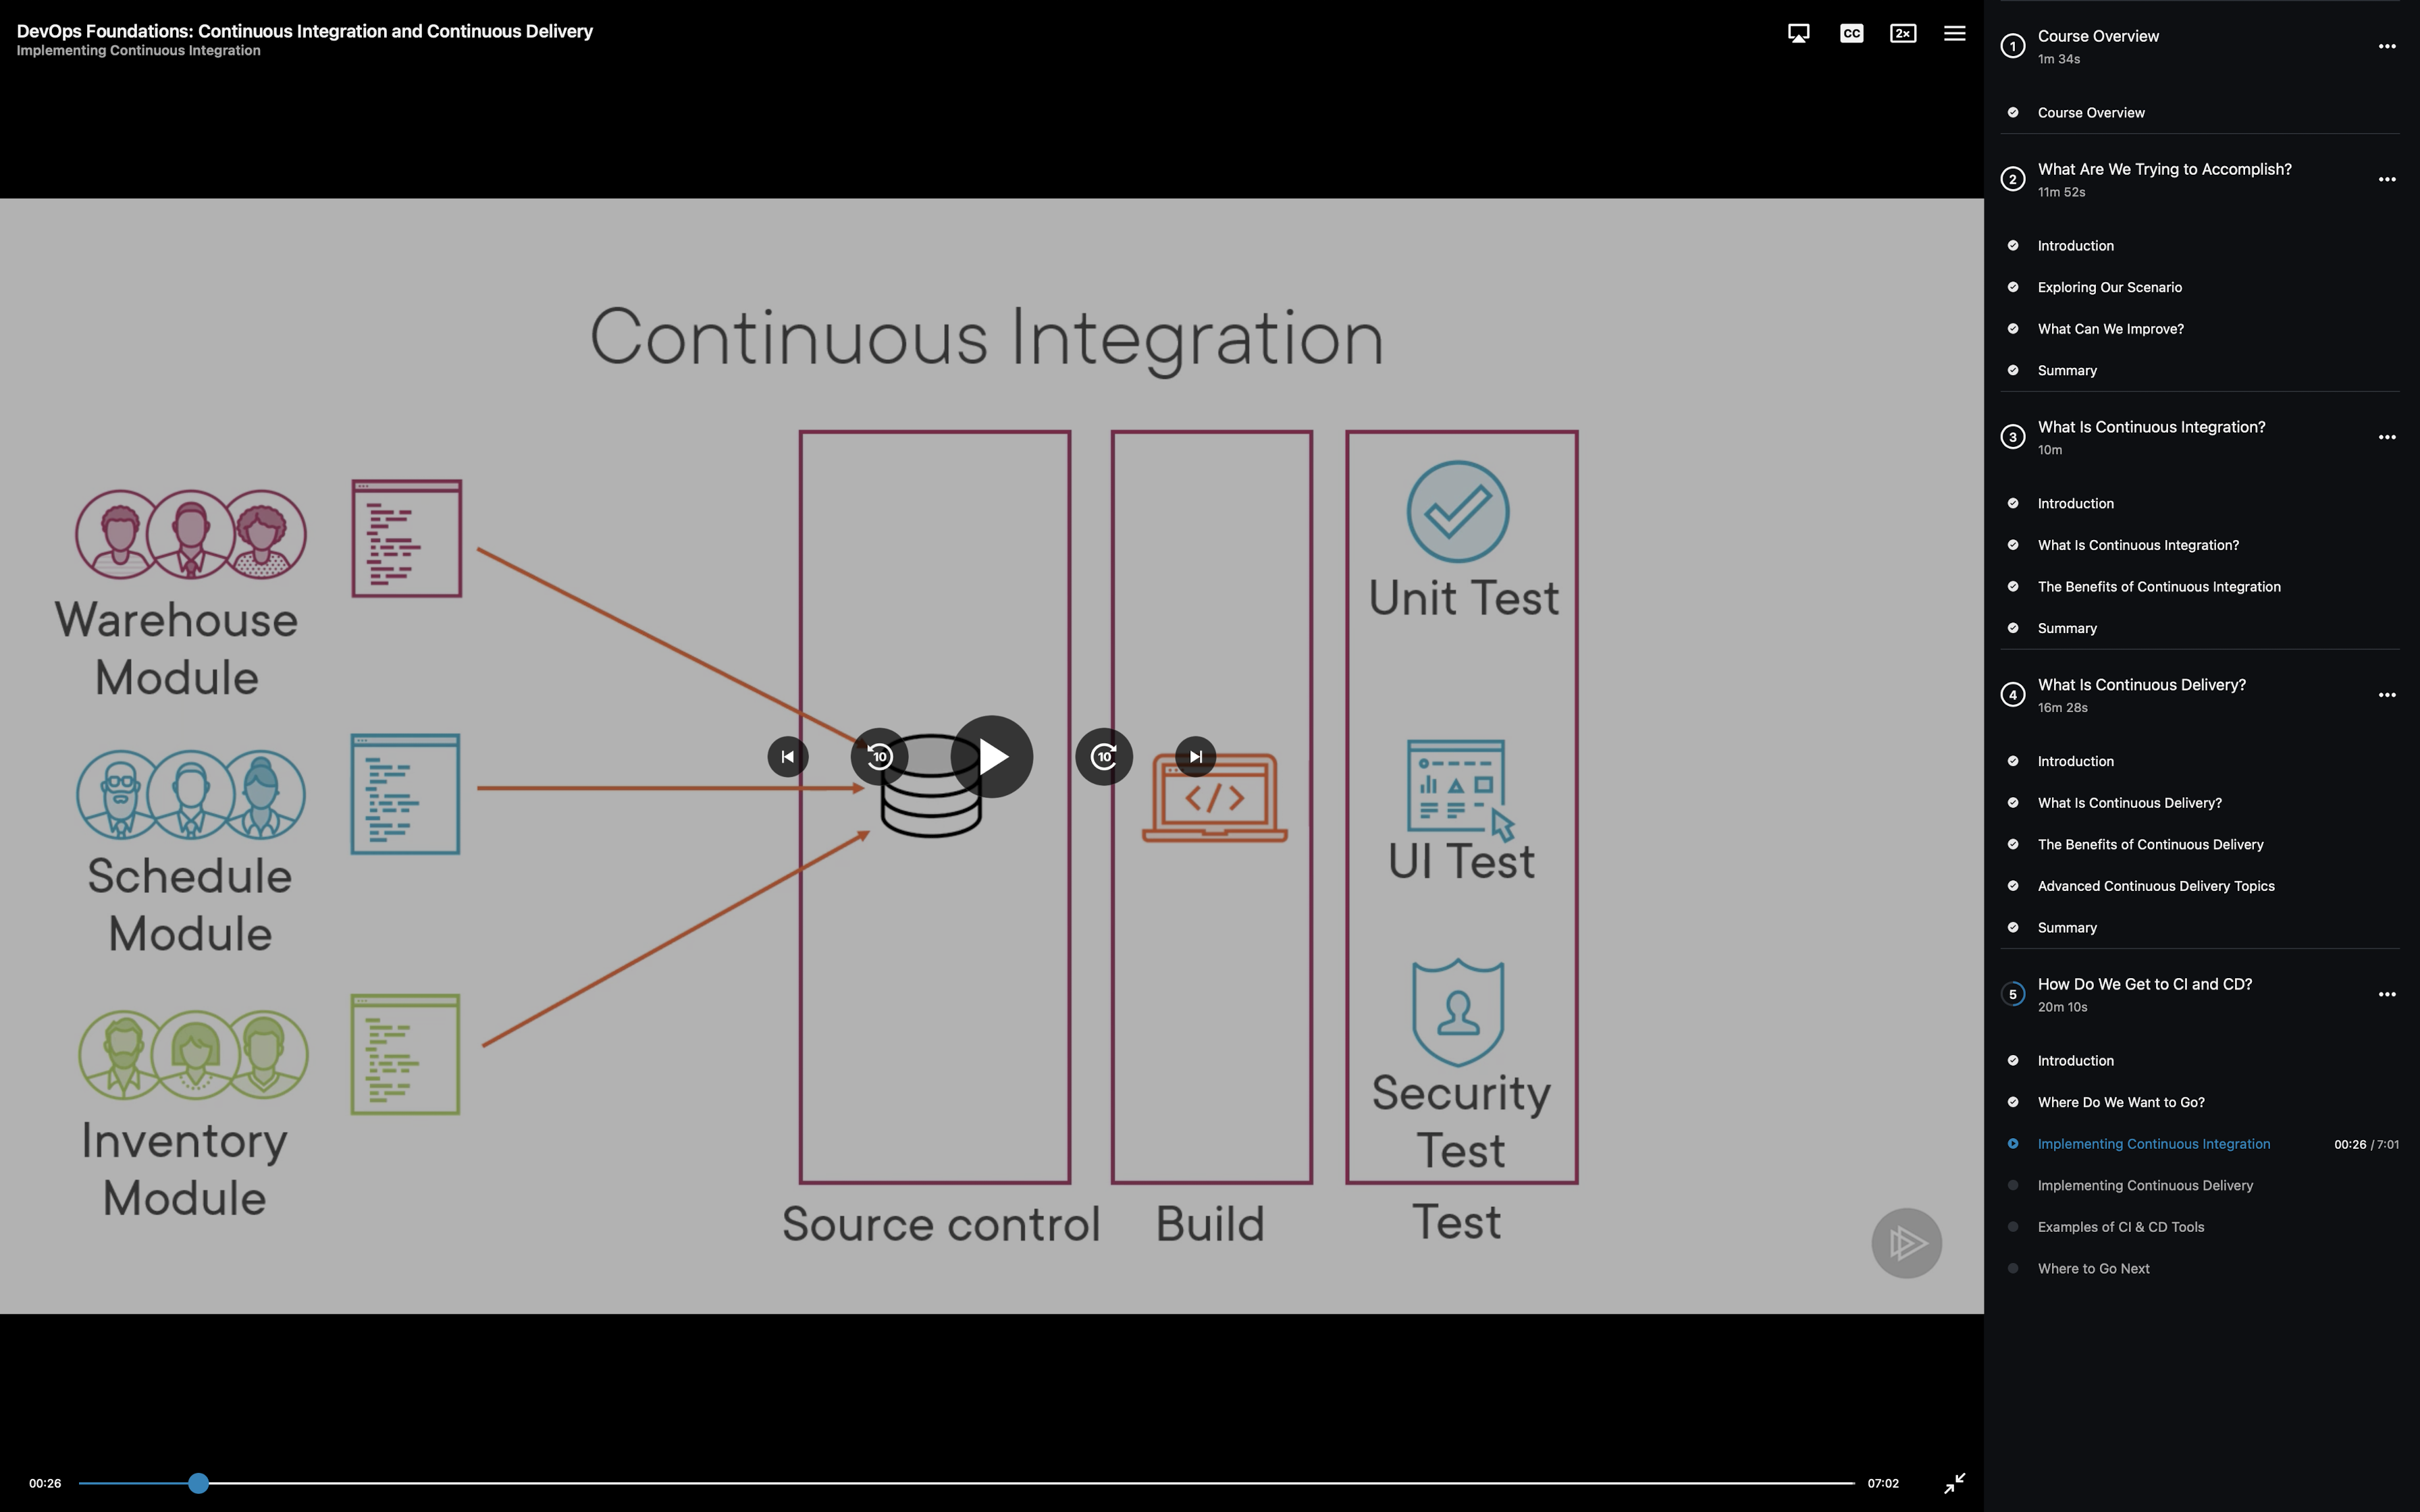 DevOps Foundations: Continuous Integration and Continuous Delivery
Implementing Continuous Integration
CC
2×
Continuous Integration
Warehouse
Module
Schedule
Module
Inventory
Module
10
10
Unit Test
UI Test
Security
Test
Source control
Build
Test
00:26
07:02
1
Course Overview
1m 34s
Course Overview
2
What Are We Trying to Accomplish?
11m 52s
Introduction
Exploring Our Scenario
What Can We Improve?
Summary
3
What Is Continuous Integration?
10m
Introduction
What Is Continuous Integration?
The Benefits of Continuous Integration
Summary
4
What Is Continuous Delivery?
16m 28s
Introduction
What Is Continuous Delivery?
The Benefits of Continuous Delivery
Advanced Continuous Delivery Topics
Summary
5
How Do We Get to CI and CD?
20m 10s
Introduction
Where Do We Want to Go?
Implementing Continuous Integration 00:26 / 7:01
Implementing Continuous Delivery
Examples of CI & CD Tools
Where to Go Next